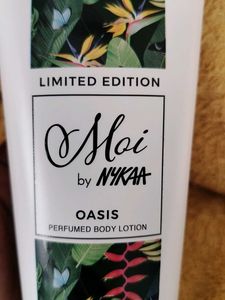 LIMITED EDITION
Moi
by NYKAA
OASIS
PERFUMED BODY LOTION